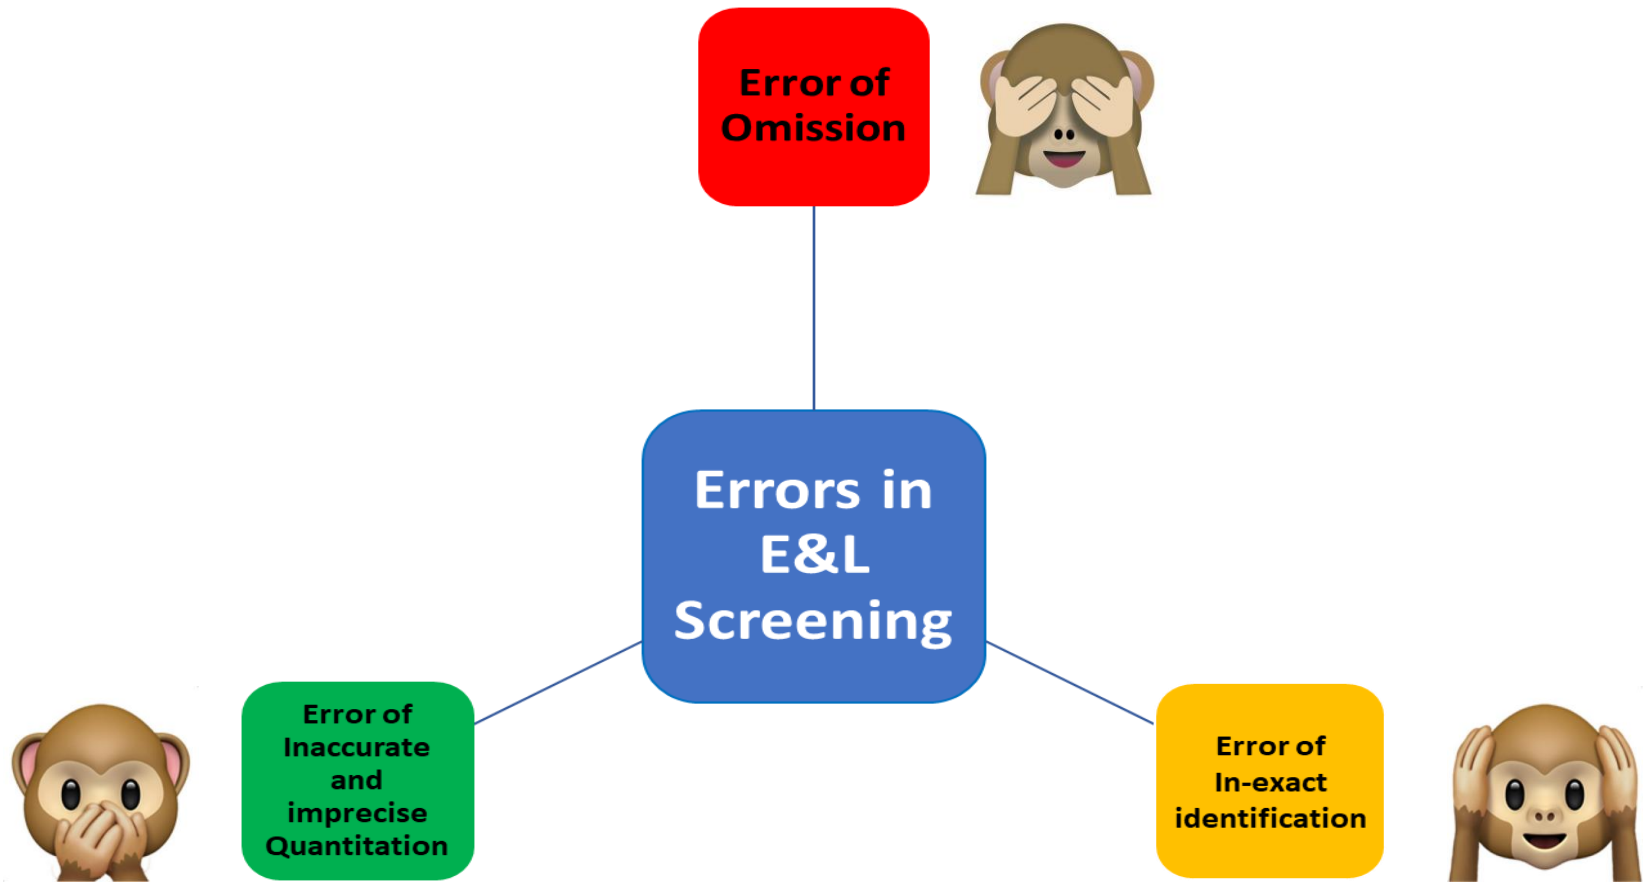 Error of
Omission
Errors in
E&L
Screening
Error of
Inaccurate
and
imprecise
Quantitation
Error of
In-exact
identification